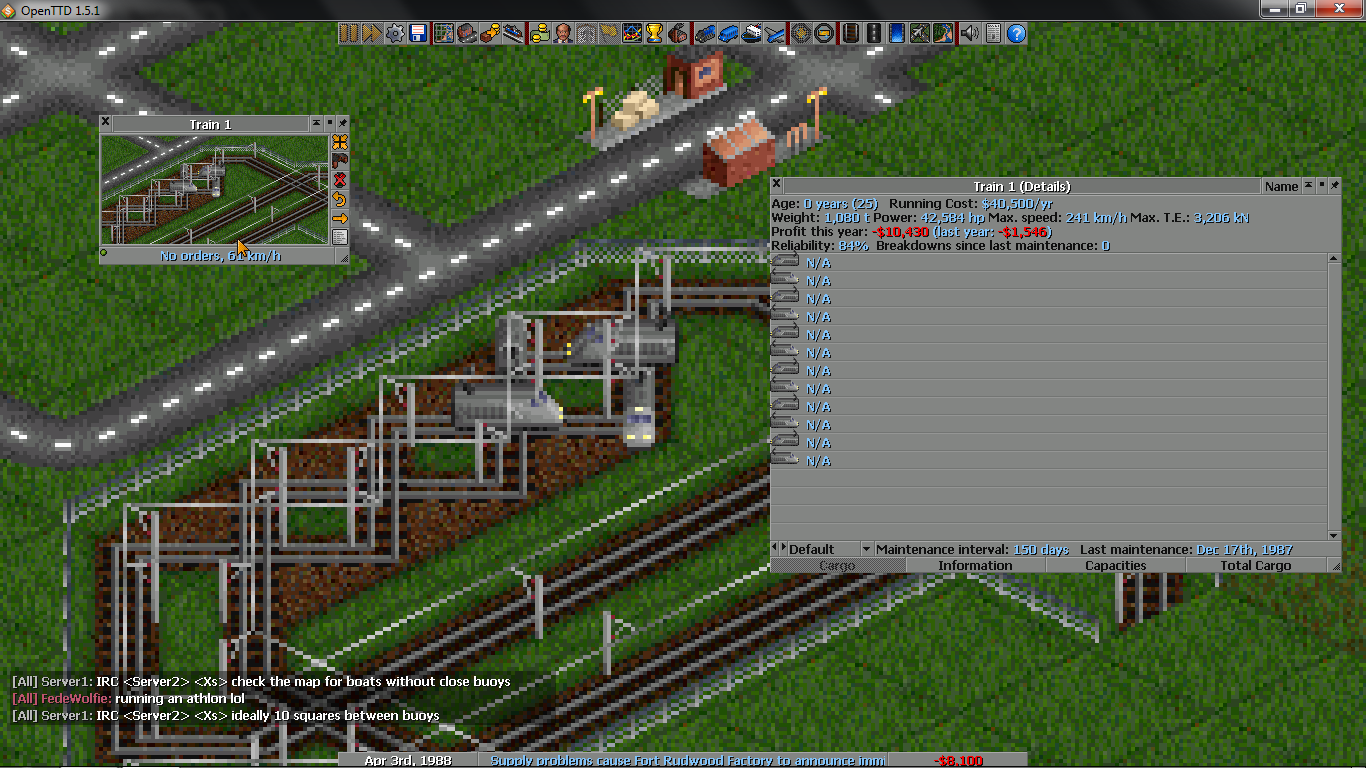 OpenTTD 1.5.1
Train 1
No orders, 61 km/h
Train 1 (Details)
Name
Age: 0 years (25) Running Cost: $40,500/yr
Weight: 1,080 t Power: 42,584 hp Max. speed: 241 km/h Max. T.E.: 3,206 kN
Profit this year: -$10,430 (last year: -$1,546)
Reliability: 84% Breakdowns since last maintenance: 0
N/A
N/A
N/A
N/A
N/A
N/A
N/A
N/A
N/A
N/A
N/A
N/A
Default Maintenance interval: 150 days Last maintenance: Dec 17th, 1987
Cargo Information Capacities Total Cargo
[All] Server1: IRC <Server2> <Xs> check the map for boats without close buoys
[All] FedeWolfie: running an athlon lol
[All] Server1: IRC <Server2> <Xs> ideally 10 squares between buoys
Apr 3rd, 1988 Supply problems cause Fort Rudwood Factory to announce imm -$8,100